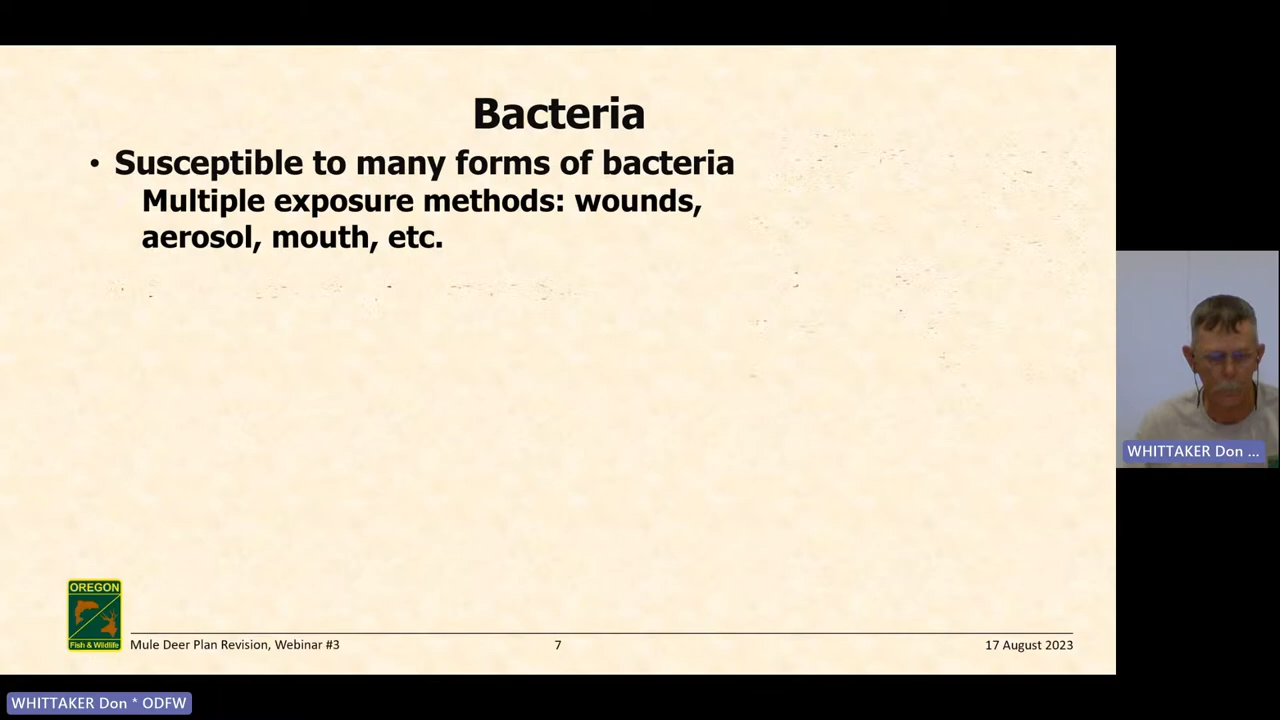 Bacteria
• Susceptible to many forms of bacteria
Multiple exposure methods: wounds,
aerosol, mouth, etc.
OREGON
Fish & Wildlife
Mule Deer Plan Revision, Webinar #3
7
17 August 2023
WHITTAKER Don ...
WHITTAKER Don * ODFW